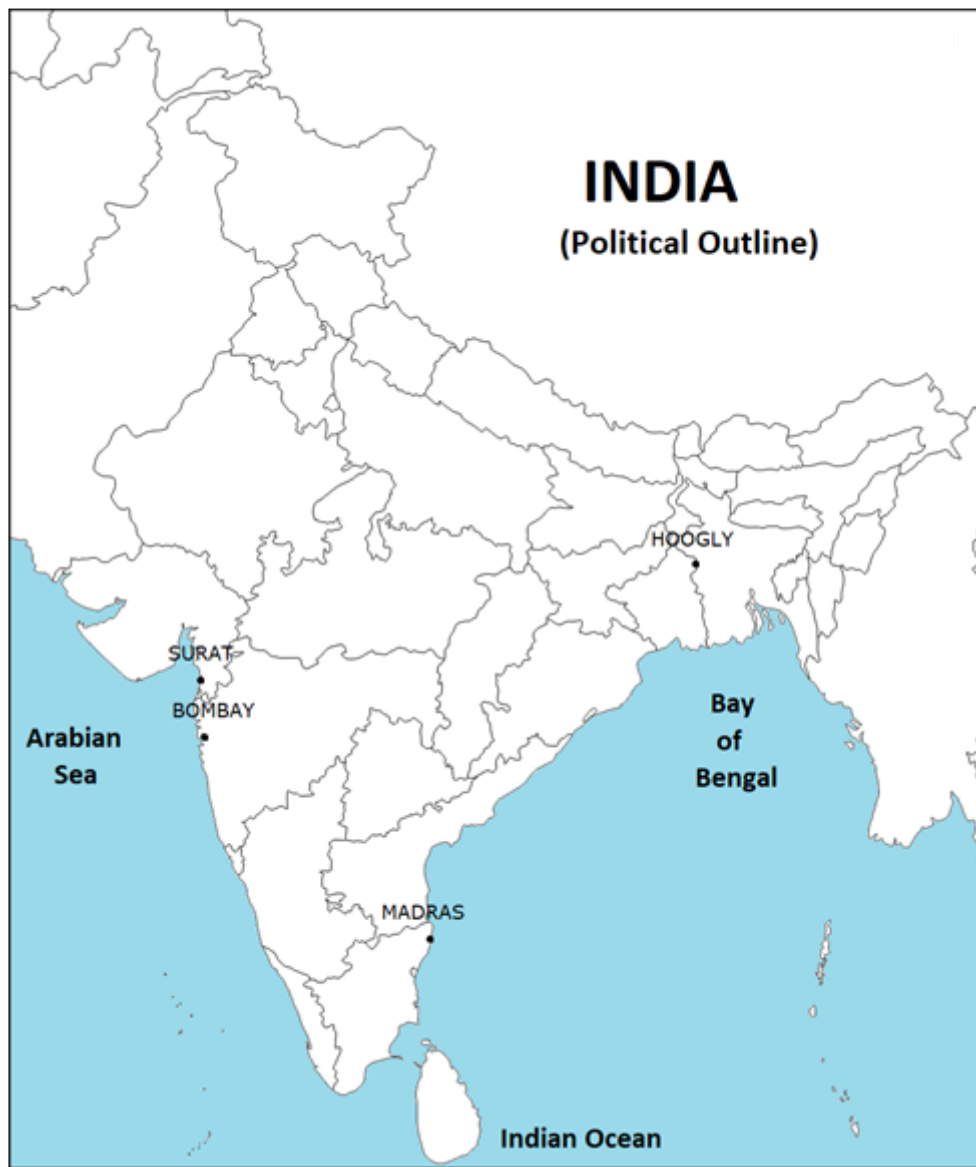 INDIA
(Political Outline)
HOOGLY
SURAT
BOMBAY
Arabian
Sea
Bay
of
Bengal
MADRAS
Indian Ocean